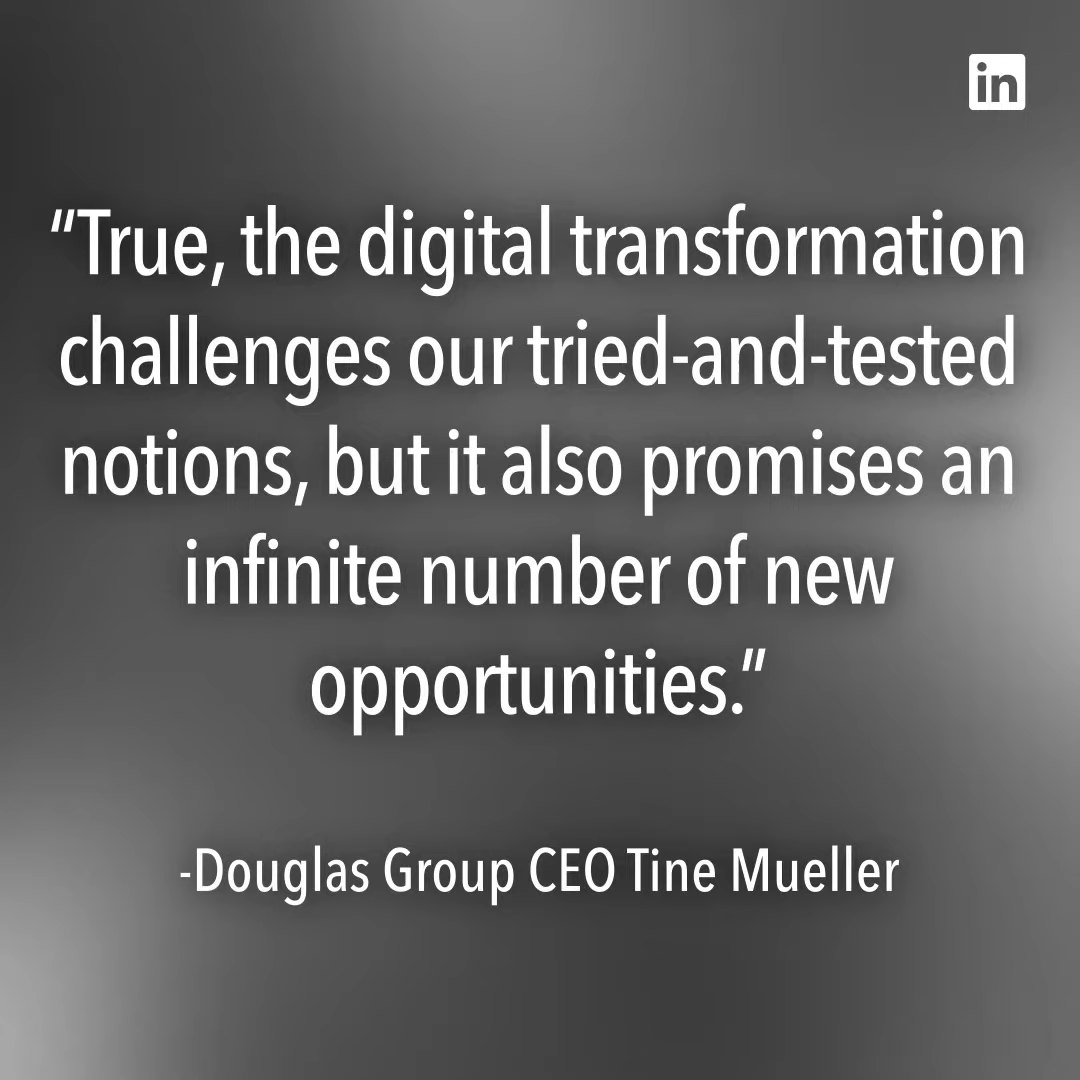 in
“True, the digital transformation
challenges our tried-and-tested
notions, but it also promises an
infinite number of new
opportunities.”
-Douglas Group CEO Tine Mueller